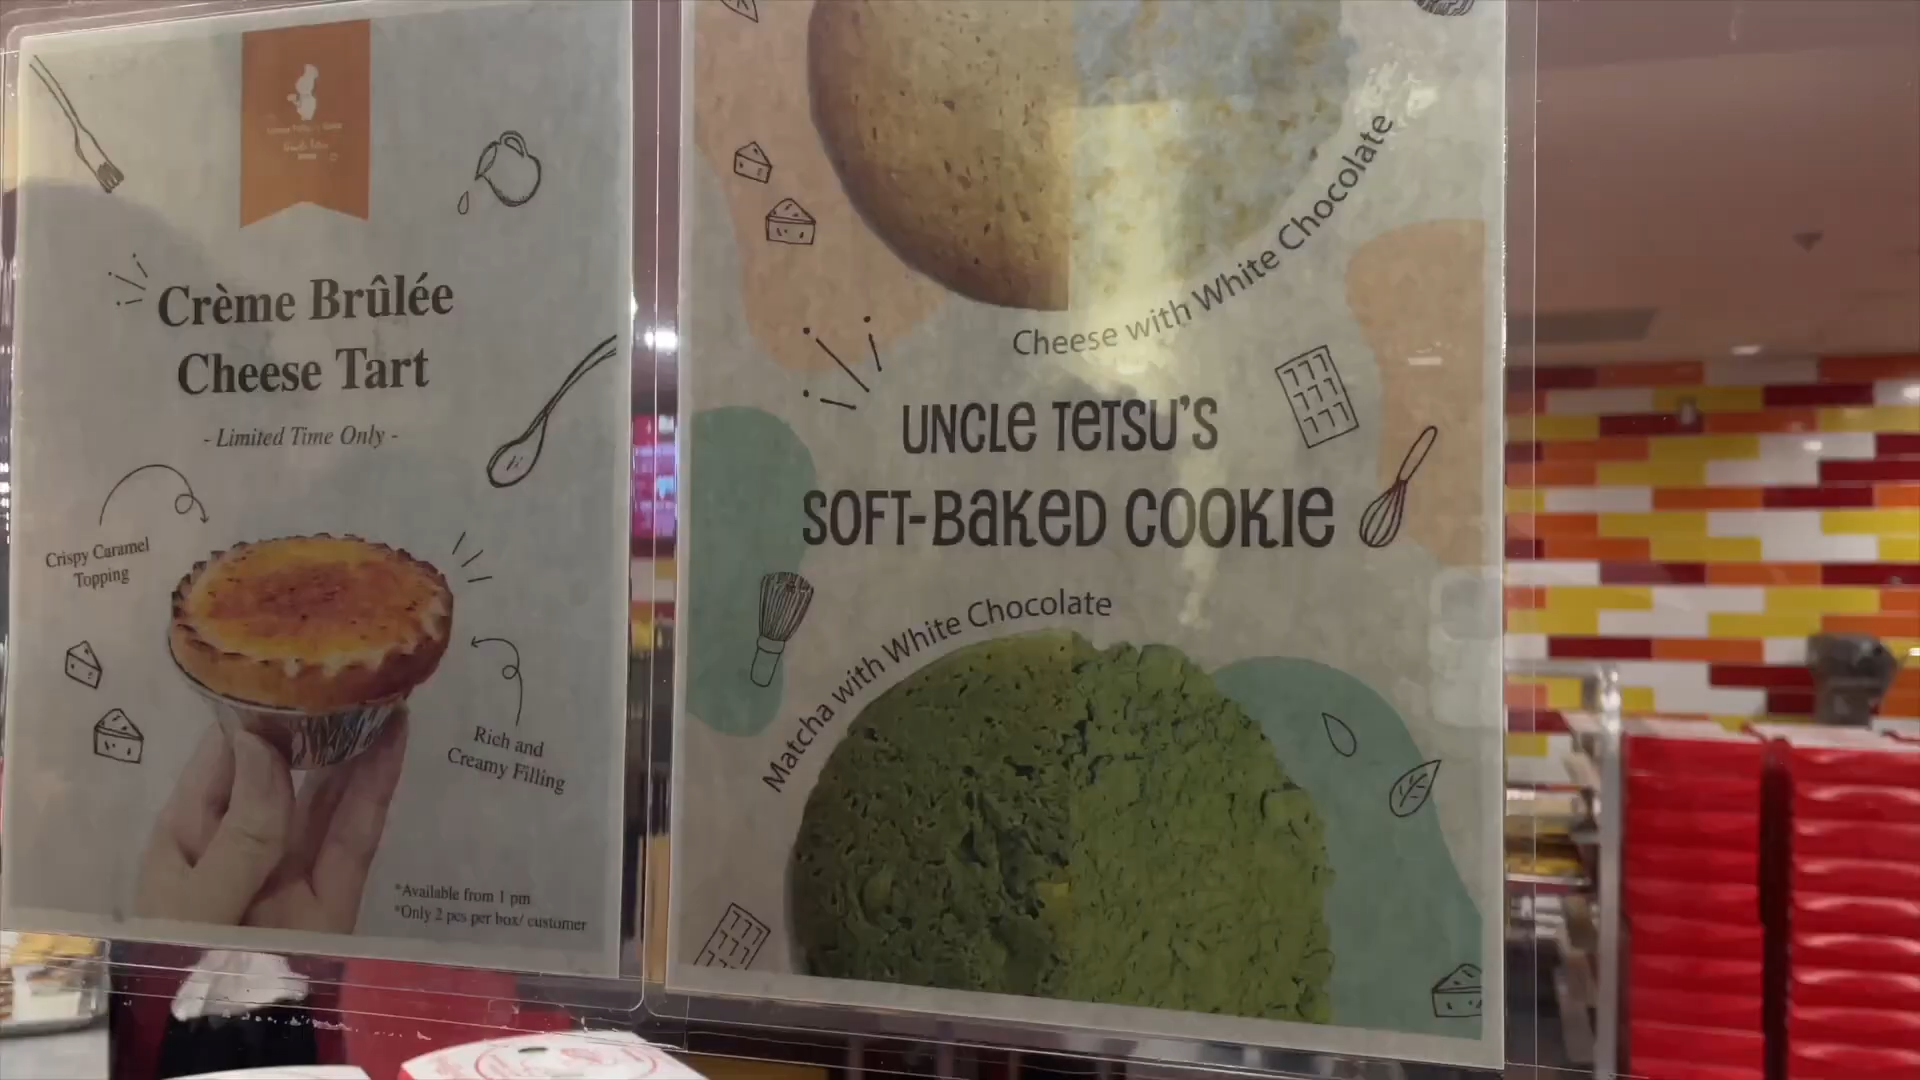 Crème Brûlée
Cheese Tart
- Limited Time Only -
Crispy Caramel
Topping
Rich and
Creamy Filling
*Available from 1 pm
*Only 2 pcs per box/ customer
Cheese with White Chocolate
UNCLE TETSU'S
SOFT-BAKED COOKIE
Matcha with White Chocolate